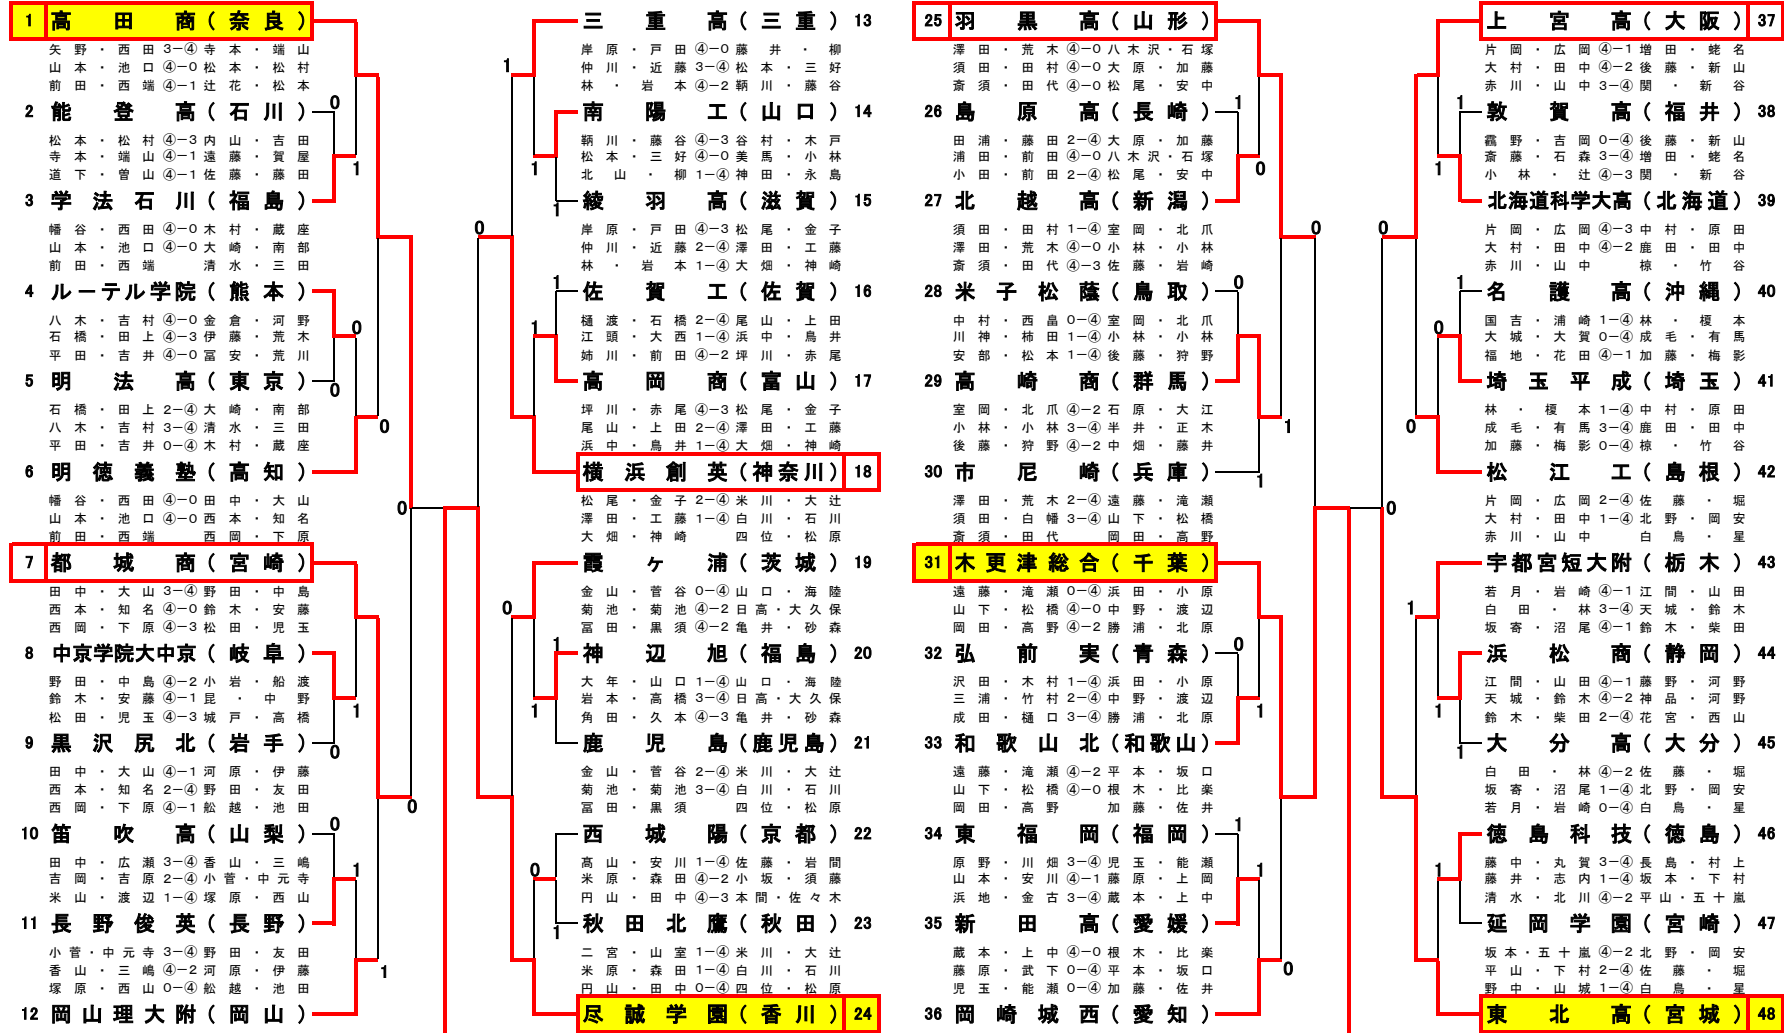 1 高田商(奈良)
矢野・西田 3-④ 寺本・端山
山本・池口 ④-0 松本・松村
前田・西端 ④-1 辻花・松本
0
2 能登高(石川)
松本・松村 ④-3 内山・吉田
寺本・端山 ④-1 遠藤・賀屋
道下・曽山 ④-1 佐藤・藤田
1
3 学法石川(福島)
幡谷・西田 ④-0 木村・蔵座
山本・池口 ④-0 大崎・南部
前田・西端 清水・三田
4 ルーテル学院(熊本)
八木・吉村 ④-0 金倉・河野
石橋・田上 ④-3 伊藤・荒木
平田・吉井 ④-0 冨安・荒川
0
5 明法高(東京)
0
石橋・田上 2-④ 大崎・南部
八木・吉村 3-④ 清水・三田
平田・吉井 0-④ 木村・蔵座
0
6 明徳義塾(高知)
幡谷・西田 ④-0 田中・大山
山本・池口 ④-0 西本・知名
前田・西端 西岡・下原
0
7 都城商(宮崎)
田中・大山 3-④ 野田・中島
西本・知名 ④-0 鈴木・安藤
西岡・下原 ④-3 松田・児玉
8 中京学院大中京(岐阜)
野田・中島 ④-2 小岩・船渡
鈴木・安藤 ④-1 昆・中野
松田・児玉 ④-3 城戸・高橋
1
9 黒沢尻北(岩手)
0
田中・大山 ④-1 河原・伊藤
西本・知名 2-④ 野田・友田
西岡・下原 ④-1 舩越・池田
0
10 笛吹高(山梨)
0
田中・広瀬 3-④ 香山・三嶋
吉岡・吉原 2-④ 小菅・中元寺
米山・渡辺 1-④ 塚原・西山
1
11 長野俊英(長野)
小菅・中元寺 3-④ 野田・友田
香山・三嶋 ④-2 河原・伊藤
塚原・西山 0-④ 舩越・池田
1
12 岡山理大附(岡山)
三重高(三重) 13
岸原・戸田 ④-0 藤井・柳
仲川・近藤 3-④ 松本・三好
林・岩本 ④-2 鞆川・藤谷
1
南陽工(山口) 14
鞆川・藤谷 ④-3 谷村・木戸
松本・三好 ④-0 美馬・小林
北山・柳 1-④ 神田・永島
1
綾羽高(滋賀) 15
1
岸原・戸田 ④-3 松尾・金子
仲川・近藤 2-④ 澤田・工藤
林・岩本 1-④ 大畑・神崎
0
佐賀工(佐賀) 16
1
樋渡・石橋 2-④ 尾山・上田
江頭・大西 1-④ 浜中・鳥井
姉川・前田 ④-2 坪川・赤尾
1
高岡商(富山) 17
坪川・赤尾 ④-3 松尾・金子
尾山・上田 2-④ 澤田・工藤
浜中・鳥井 1-④ 大畑・神崎
横浜創英(神奈川) 18
松尾・金子 2-④ 米川・大辻
澤田・工藤 1-④ 白川・石川
大畑・神崎 四位・松原
霞ヶ浦(茨城) 19
金山・菅谷 0-④ 山口・海陸
菊池・菊池 ④-2 日高・大久保
冨田・黒須 ④-2 亀井・砂森
0
神辺旭(福島) 20
1
大年・山口 1-④ 山口・海陸
岩本・高橋 3-④ 日高・大久保
角田・久本 ④-3 亀井・砂森
1
鹿児島(鹿児島) 21
金山・菅谷 2-④ 米川・大辻
菊池・菊池 3-④ 白川・石川
冨田・黒須 四位・松原
西城陽(京都) 22
髙山・安川 1-④ 佐藤・岩間
米原・森田 ④-2 小坂・須藤
円山・田中 ④-3 本間・佐々木
0
秋田北鷹(秋田) 23
1
二宮・山室 1-④ 米川・大辻
米原・森田 1-④ 白川・石川
円山・田中 0-④ 四位・松原
尽誠学園(香川) 24
25 羽黒高(山形)
澤田・荒木 ④-0 八木沢・石塚
須田・田村 ④-0 大原・加藤
斎須・田代 ④-0 松尾・安中
1
26 島原高(長崎)
田浦・藤田 2-④ 大原・加藤
浦田・前田 ④-0 八木沢・石塚
小田・前田 2-④ 松尾・安中
0
27 北越高(新潟)
須田・田村 1-④ 室岡・北爪
澤田・荒木 ④-0 小林・小林
斎須・田代 ④-3 佐藤・岩崎
0
28 米子松蔭(鳥取)
0
中村・西畠 0-④ 室岡・北爪
川神・柿田 1-④ 小林・小林
安部・松本 1-④ 後藤・狩野
29 高崎商(群馬)
室岡・北爪 ④-2 石原・大江
小林・小林 3-④ 半井・正木
後藤・狩野 ④-2 中畑・藤井
1
30 市尼崎(兵庫)
1
澤田・荒木 2-④ 遠藤・滝瀬
須田・白幡 3-④ 山下・松橋
斎須・田代 岡田・高野
31 木更津総合(千葉)
遠藤・滝瀬 0-④ 浜田・小原
山下・松橋 ④-0 中野・渡辺
岡田・高野 ④-2 勝浦・北原
32 弘前実(青森)
0
沢田・木村 1-④ 浜田・小原
三浦・竹村 2-④ 中野・渡辺
成田・樋口 3-④ 勝浦・北原
1
33 和歌山北(和歌山)
遠藤・滝瀬 ④-2 平本・坂口
山下・松橋 ④-0 根木・比楽
岡田・高野 加藤・佐井
34 東福岡(福岡)
1
原野・川畑 3-④ 児玉・能瀬
山本・安川 ④-1 藤原・上岡
浜地・金古 3-④ 蔵本・上中
1
35 新田高(愛媛)
蔵本・上中 ④-0 根木・比楽
藤原・武下 0-④ 平本・坂口
児玉・能瀬 0-④ 加藤・佐井
0
36 岡崎城西(愛知)
上宮高(大阪) 37
片岡・広岡 ④-1 増田・蛯名
大村・田中 ④-2 後藤・新山
赤川・山中 3-④ 関・新谷
1
敦賀高(福井) 38
靍野・吉岡 0-④ 後藤・新山
斎藤・石森 3-④ 増田・蛯名
小林・辻 ④-3 関・新谷
1
北海道科学大高(北海道) 39
片岡・広岡 ④-3 中村・原田
大村・田中 ④-2 鹿田・田中
赤川・山中 椋・竹谷
0
名護高(沖縄) 40
1
国吉・浦崎 1-④ 林・榎本
大城・大賀 0-④ 成毛・有馬
福地・花田 ④-1 加藤・梅影
0
埼玉平成(埼玉) 41
林・榎本 1-④ 中村・原田
成毛・有馬 3-④ 鹿田・田中
加藤・梅影 0-④ 椋・竹谷
0
松江工(島根) 42
片岡・広岡 2-④ 佐藤・堀
大村・田中 1-④ 北野・岡安
赤川・山中 白鳥・星
0
宇都宮短大附(栃木) 43
若月・岩崎 ④-1 江間・山田
白田・林 3-④ 天城・鈴木
坂寄・沼尾 ④-1 鈴木・柴田
1
浜松商(静岡) 44
江間・山田 ④-1 藤野・河野
天城・鈴木 ④-2 神品・河野
鈴木・柴田 2-④ 花宮・西山
1
大分高(大分) 45
1
白田・林 ④-2 佐藤・堀
坂寄・沼尾 1-④ 北野・岡安
若月・岩崎 0-④ 白鳥・星
徳島科技(徳島) 46
藤中・丸賀 3-④ 長島・村上
藤井・志内 1-④ 坂本・下村
清水・北川 ④-2 平山・五十嵐
1
延岡学園(宮崎) 47
坂本・五十嵐 ④-2 北野・岡安
平山・下村 2-④ 佐藤・堀
野中・山城 1-④ 白鳥・星
東北高(宮城) 48